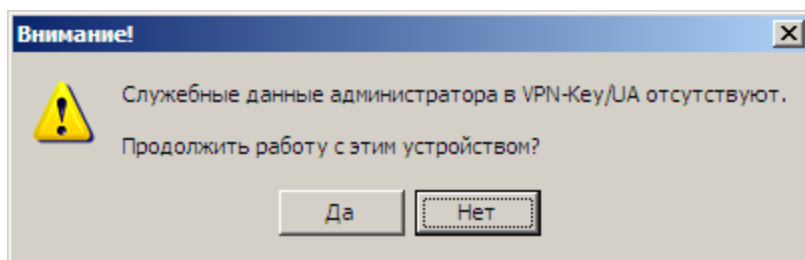 Внимание!
Служебные данные администратора в VPN-Key/UA отсутствуют.
Продолжить работу с этим устройством?
Да
Нет